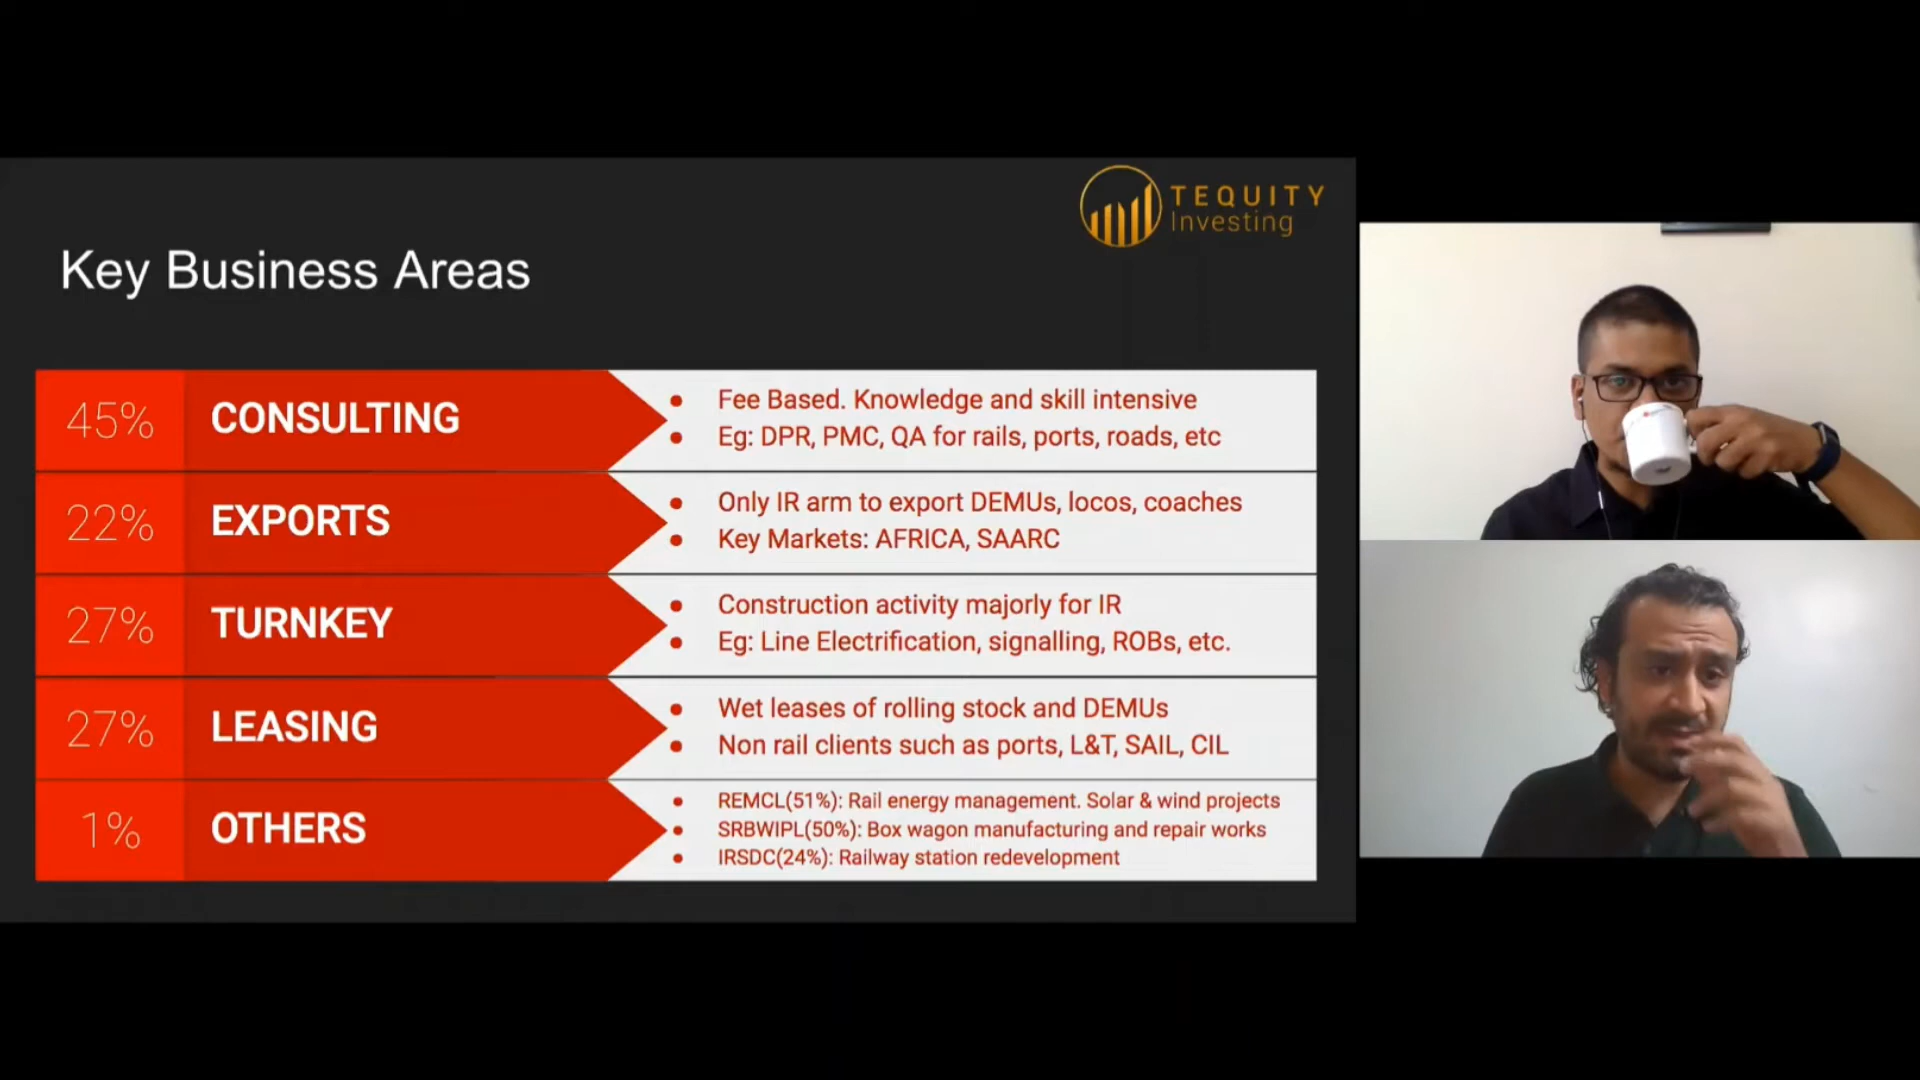 TEQUITY
Investing
Key Business Areas
45%
CONSULTING
Fee Based. Knowledge and skill intensive
Eg: DPR, PMC, QA for rails, ports, roads, etc
22%
EXPORTS
Only IR arm to export DEMUs, locos, coaches
Key Markets: AFRICA, SAARC
27%
TURNKEY
Construction activity majorly for IR
Eg: Line Electrification, signalling, ROBs, etc.
27%
LEASING
Wet leases of rolling stock and DEMUs
Non rail clients such as ports, L&T, SAIL, CIL
1%
OTHERS
REMCL(51%): Rail energy management. Solar & wind projects
SRBWIPL(50%): Box wagon manufacturing and repair works
IRSDC(24%): Railway station redevelopment